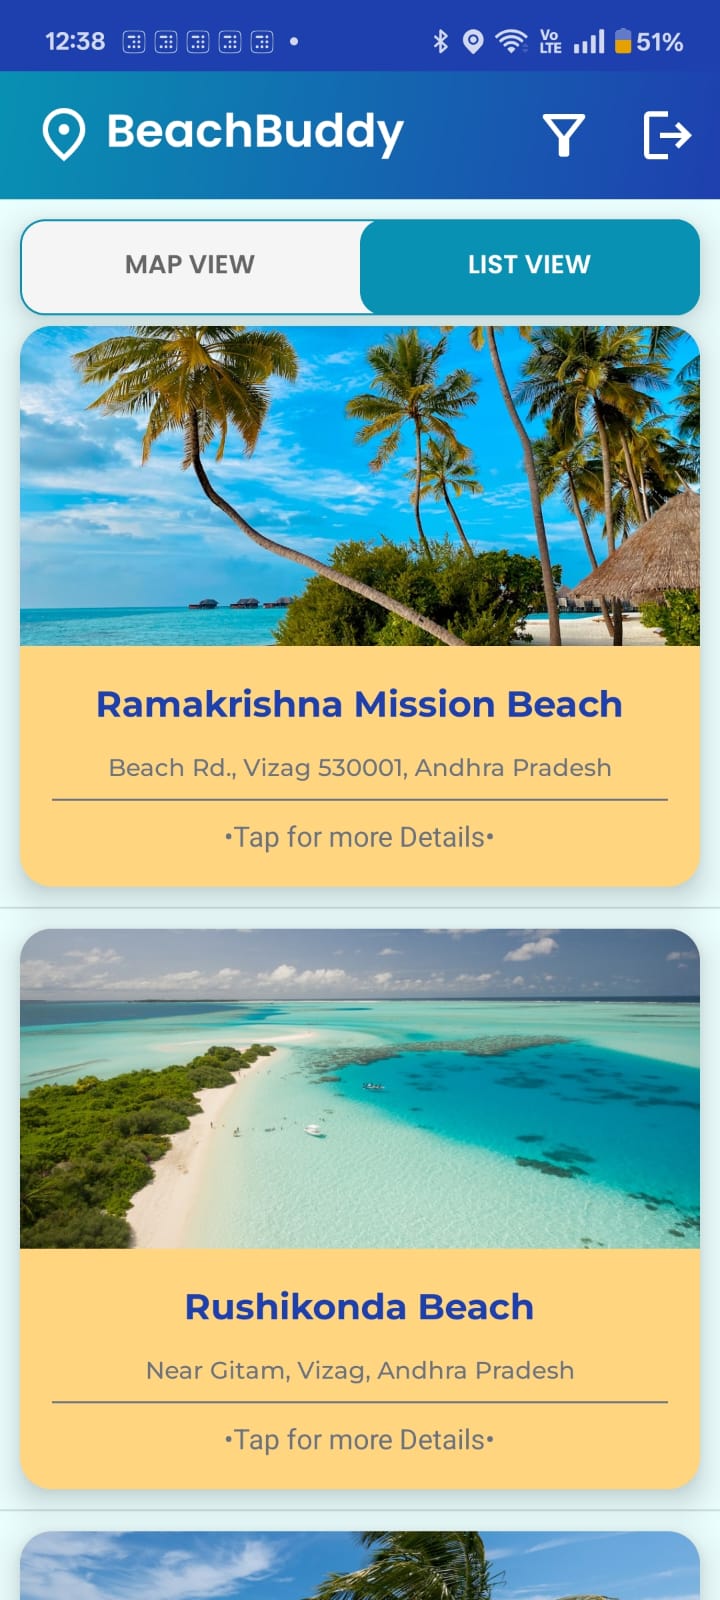 12:38 Vo LTE 51%
BeachBuddy
MAP VIEW LIST VIEW
Ramakrishna Mission Beach
Beach Rd., Vizag 530001, Andhra Pradesh
•Tap for more Details•
Rushikonda Beach
Near Gitam, Vizag, Andhra Pradesh
•Tap for more Details•